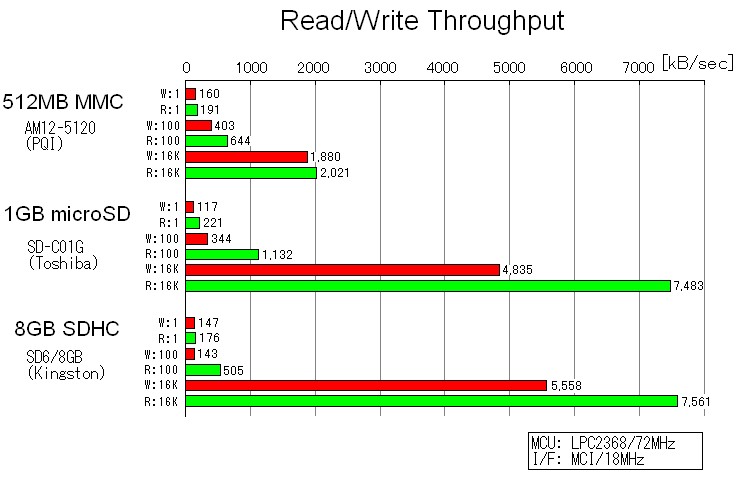 Read/Write Throughput
0 1000 2000 3000 4000 5000 6000 7000 [kB/sec]
512MB MMC
AM12-5120
(PQI)
W:1 160
R:1 191
W:100 403
R:100 644
W:16K 1,880
R:16K 2,021
1GB microSD
SD-C01G
(Toshiba)
W:1 117
R:1 221
W:100 344
R:100 1,132
W:16K 4,835
R:16K 7,483
8GB SDHC
SD6/8GB
(Kingston)
W:1 147
R:1 176
W:100 143
R:100 505
W:16K 5,558
R:16K 7,561
MCU: LPC2368/72MHz
I/F: MCI/18MHz